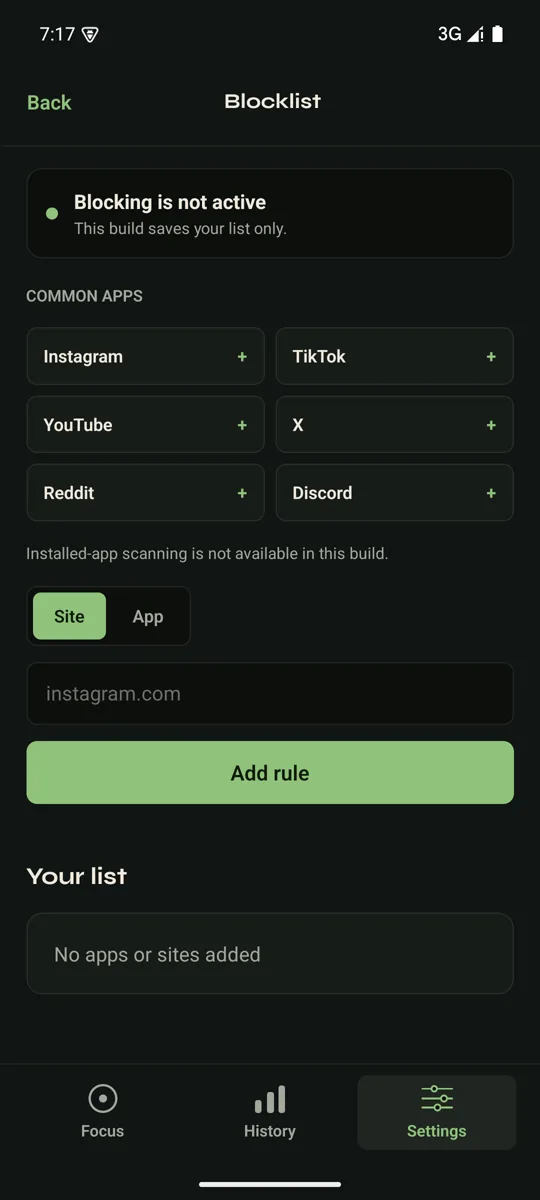 7:17
3G
Back
Blocklist
Blocking is not active
This build saves your list only.
COMMON APPS
Instagram +
TikTok +
YouTube +
X +
Reddit +
Discord +
Installed-app scanning is not available in this build.
Site
App
instagram.com
Add rule
Your list
No apps or sites added
Focus
History
Settings